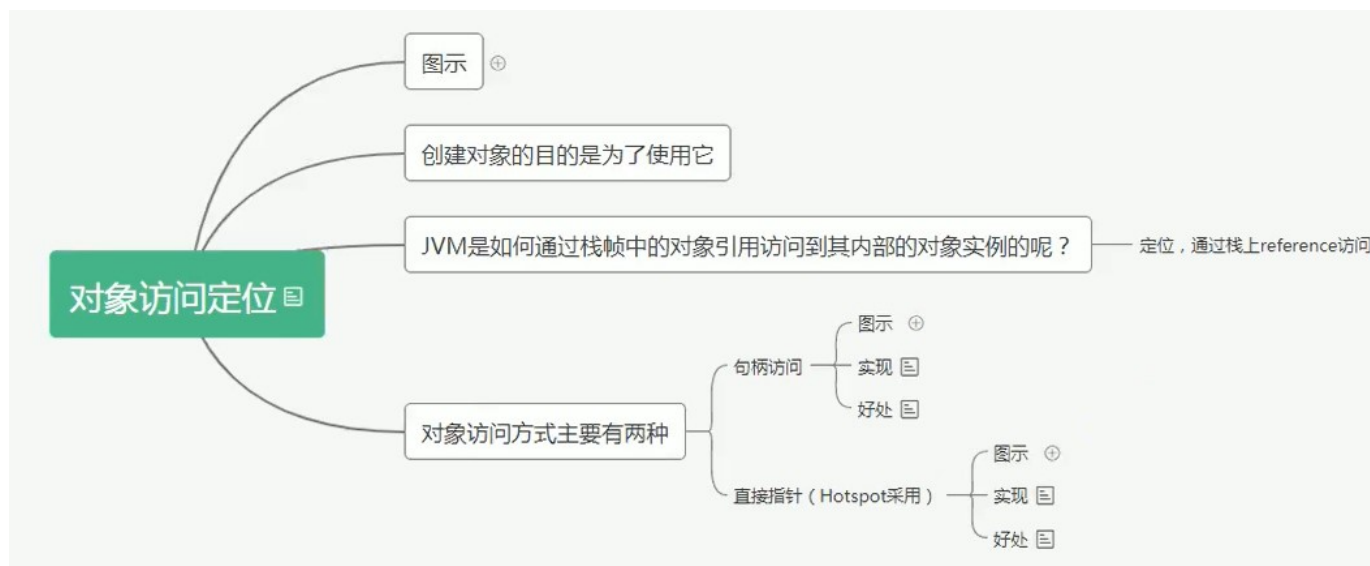 图示
创建对象的目的是为了使用它
JVM是如何通过栈帧中的对象引用访问到其内部的对象实例的呢？
定位，通过栈上reference访问
对象访问定位
对象访问方式主要有两种
句柄访问
图示
实现
好处
直接指针（Hotspot采用）
图示
实现
好处